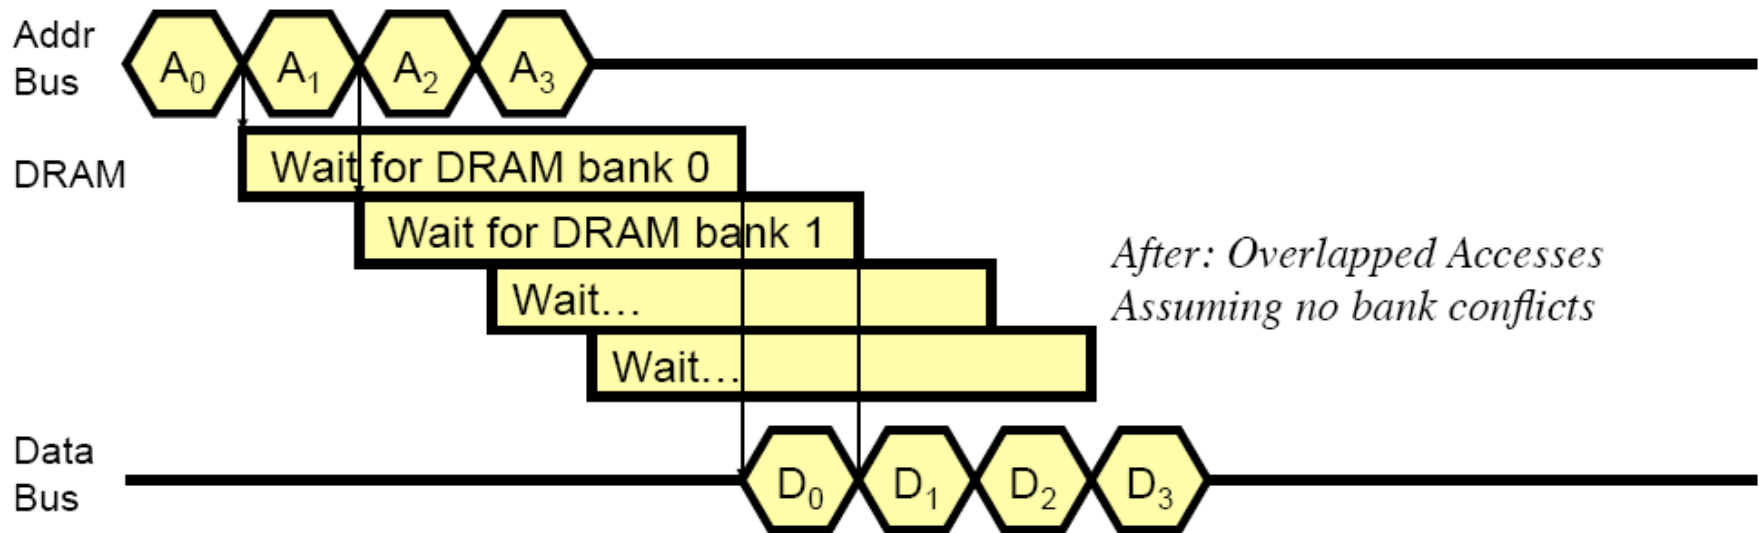 Addr
Bus
A0 A1 A2 A3
DRAM
Wait for DRAM bank 0
Wait for DRAM bank 1
Wait...
Wait...
After: Overlapped Accesses
Assuming no bank conflicts
Data
Bus
D0 D1 D2 D3